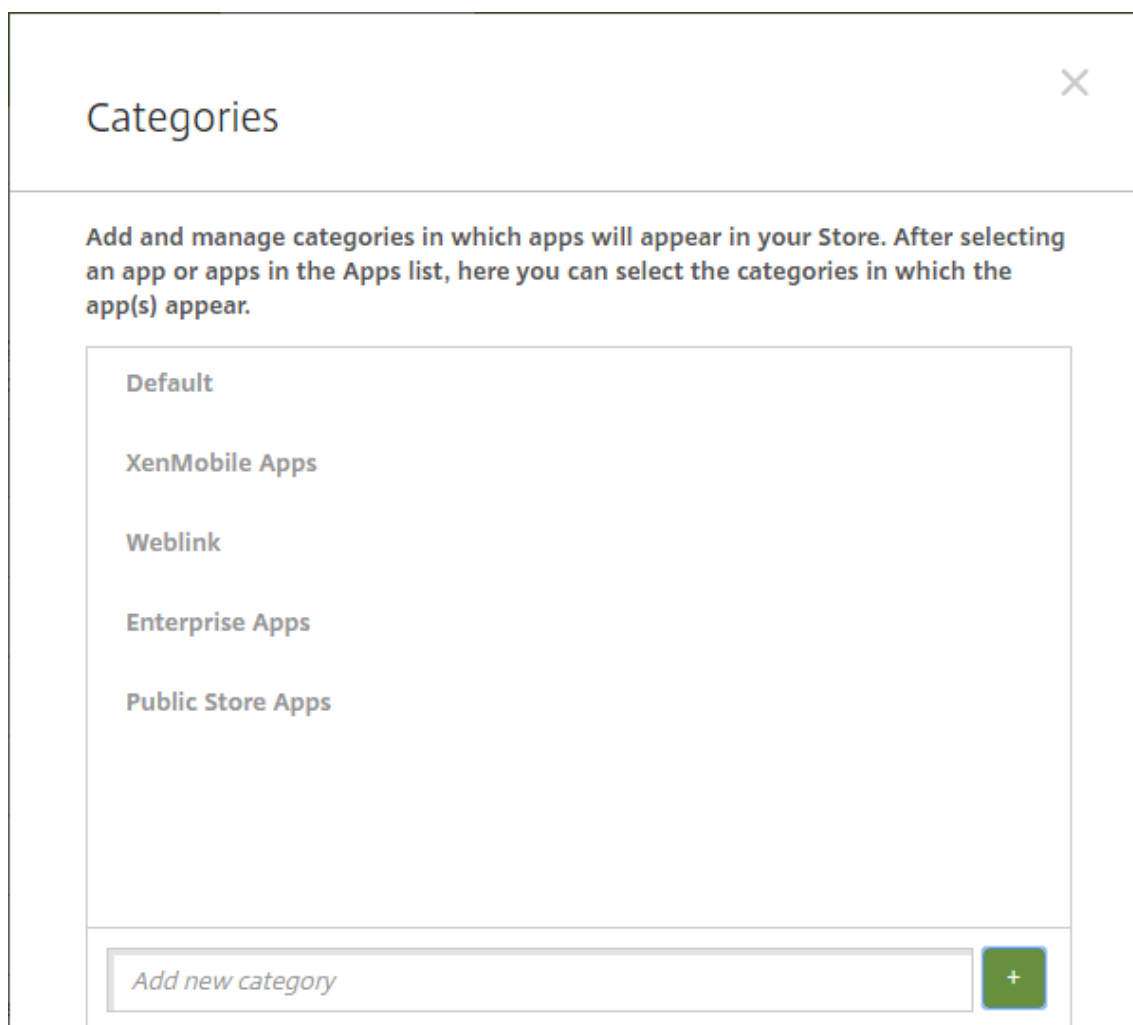 Categories
Add and manage categories in which apps will appear in your Store. After selecting
an app or apps in the Apps list, here you can select the categories in which the
app(s) appear.
Default
XenMobile Apps
Weblink
Enterprise Apps
Public Store Apps
Add new category
+